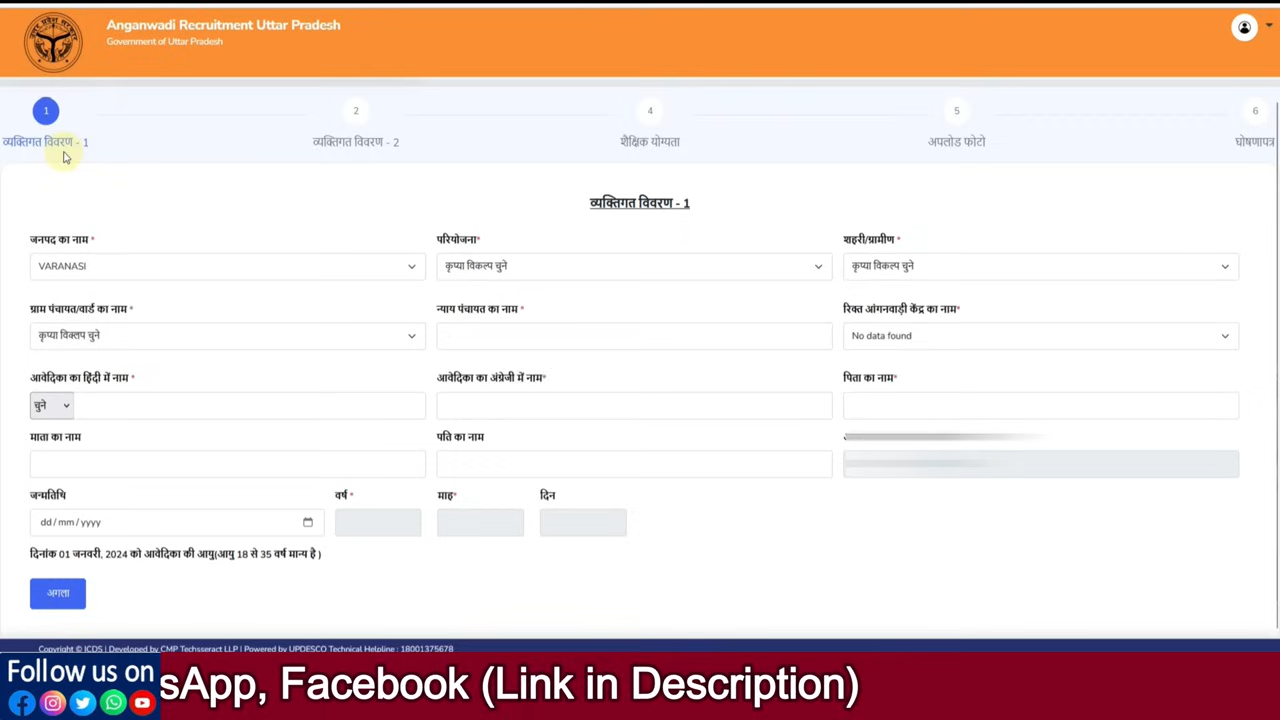 Anganwadi Recruitment Uttar Pradesh
Government of Uttar Pradesh
1 2 4 5 6
व्यक्तिगत विवरण - 1 व्यक्तिगत विवरण - 2 शैक्षिक योग्यता अपलोड फोटो घोषणापत्र
व्यक्तिगत विवरण - 1
जनपद का नाम * परियोजना* शहरी/ग्रामीण *
VARANASI कृप्या विकल्प चुने कृप्या विकल्प चुने
ग्राम पंचायत/वार्ड का नाम * न्याय पंचायत का नाम * रिक्त आंगनवाड़ी केंद्र का नाम*
कृप्या विक्लप चुने No data found
आवेदिका का हिंदी में नाम * आवेदिका का अंग्रेजी में नाम* पिता का नाम*
चुने
माता का नाम पति का नाम
जन्मतिथि वर्ष * माह* दिन
dd/mm/yyyy
दिनांक 01 जनवरी, 2024 को आवेदिका की आयु(आयु 18 से 35 वर्ष मान्य है )
अगला
Copyright © ICDS | Developed by CMP Techsseract LLP | Powered by UPDESCO Technical Helpline : 18001375678
Follow us on
sApp, Facebook (Link in Description)